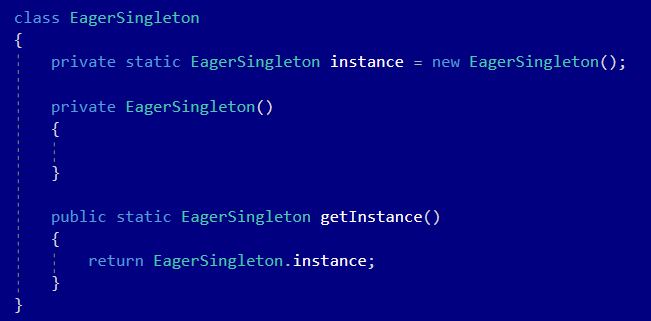 class EagerSingleton
{
    private static EagerSingleton instance = new EagerSingleton();
    private EagerSingleton()
    {
    }
    public static EagerSingleton getInstance()
    {
        return EagerSingleton.instance;
    }
}